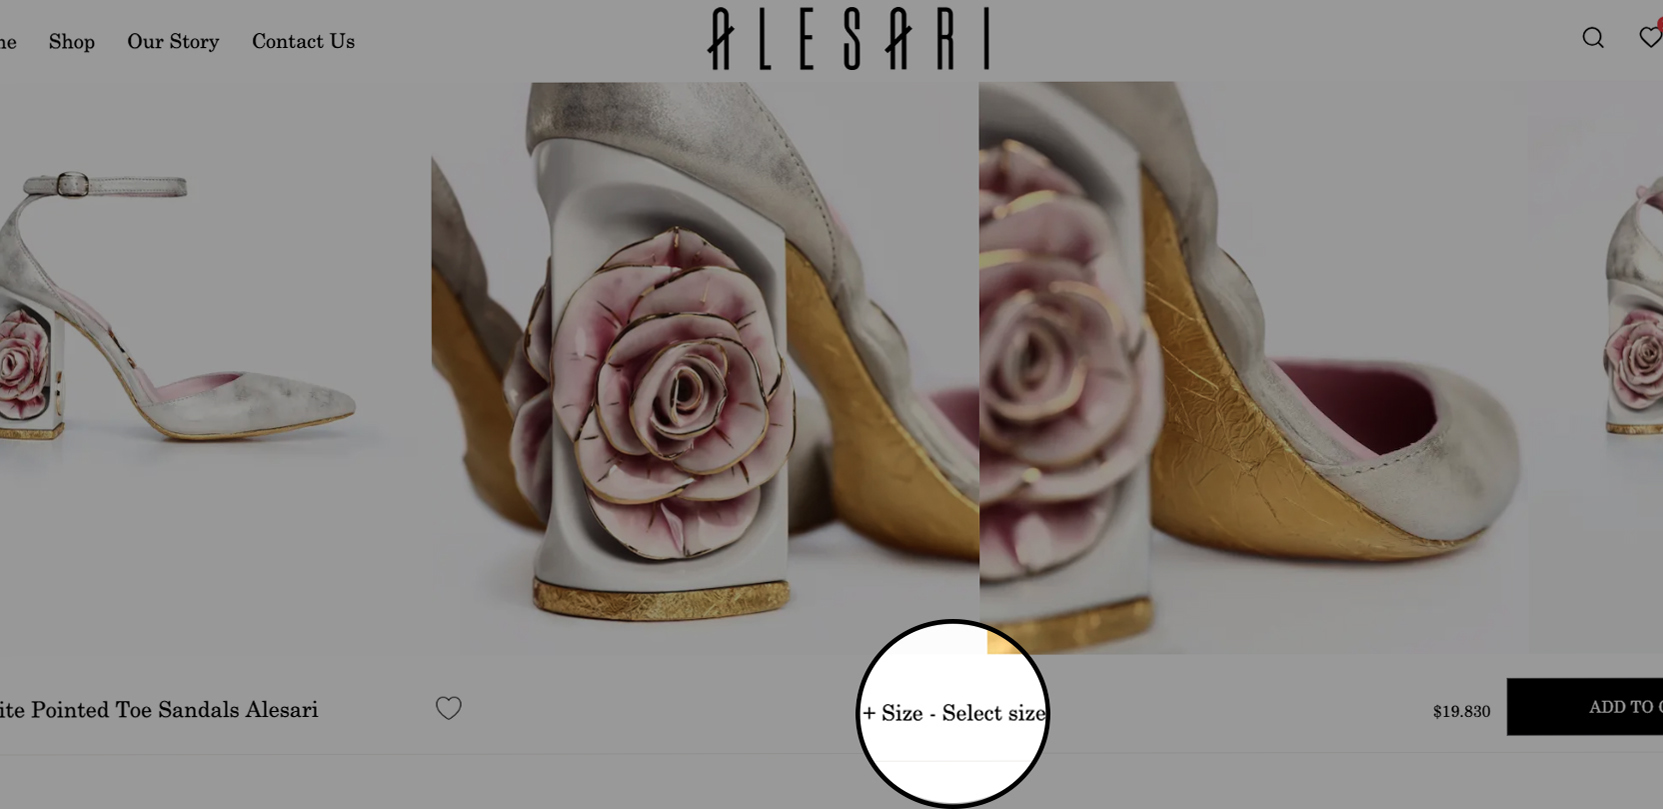 ne Shop Our Story Contact Us
ALESARI
ite Pointed Toe Sandals Alesari
+ Size - Select size
$19.830
ADD TO C